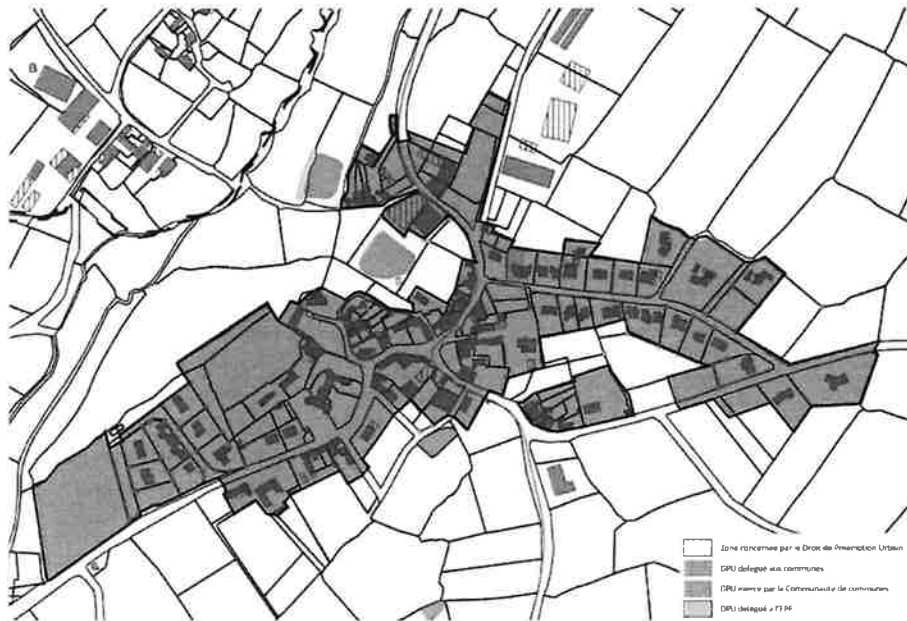 Zone concernée par le Droit de Préemption Urbain
DPU délégué aux communes
DPU exercé par la Communauté de communes
DPU délégué à l'EPF